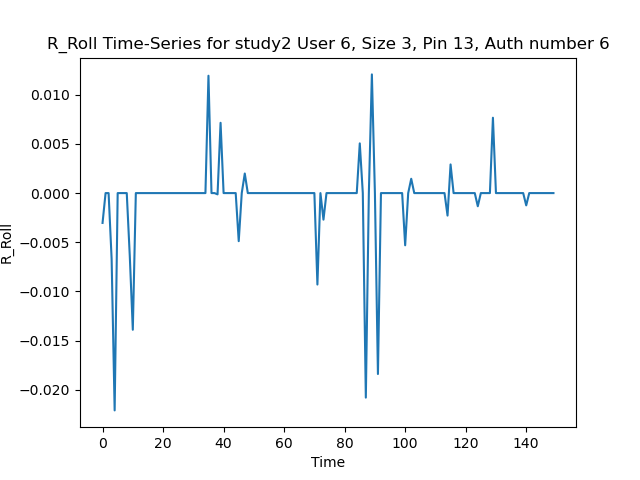 R_Roll Time-Series for study2 User 6, Size 3, Pin 13, Auth number 6
0.010
0.005
0.000
−0.005
−0.010
−0.015
−0.020
R_Roll
0 20 40 60 80 100 120 140
Time